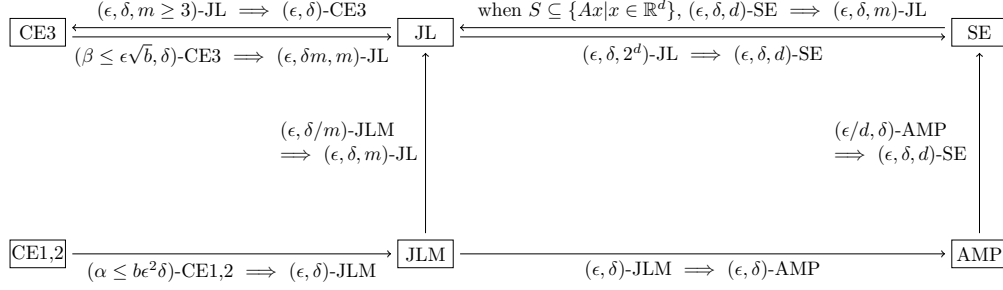 (ϵ, δ, m ≥ 3)-JL ⟹ (ϵ, δ)-CE3
when S ⊆ {Ax|x ∈ ℝ^d}, (ϵ, δ, d)-SE ⟹ (ϵ, δ, m)-JL
CE3
JL
SE
(β ≤ ϵ√b, δ)-CE3 ⟹ (ϵ, δm, m)-JL
(ϵ, δ, 2^d)-JL ⟹ (ϵ, δ, d)-SE
(ϵ, δ/m)-JLM
⟹ (ϵ, δ, m)-JL
(ϵ/d, δ)-AMP
⟹ (ϵ, δ, d)-SE
CE1,2
JLM
AMP
(α ≤ bϵ²δ)-CE1,2 ⟹ (ϵ, δ)-JLM
(ϵ, δ)-JLM ⟹ (ϵ, δ)-AMP